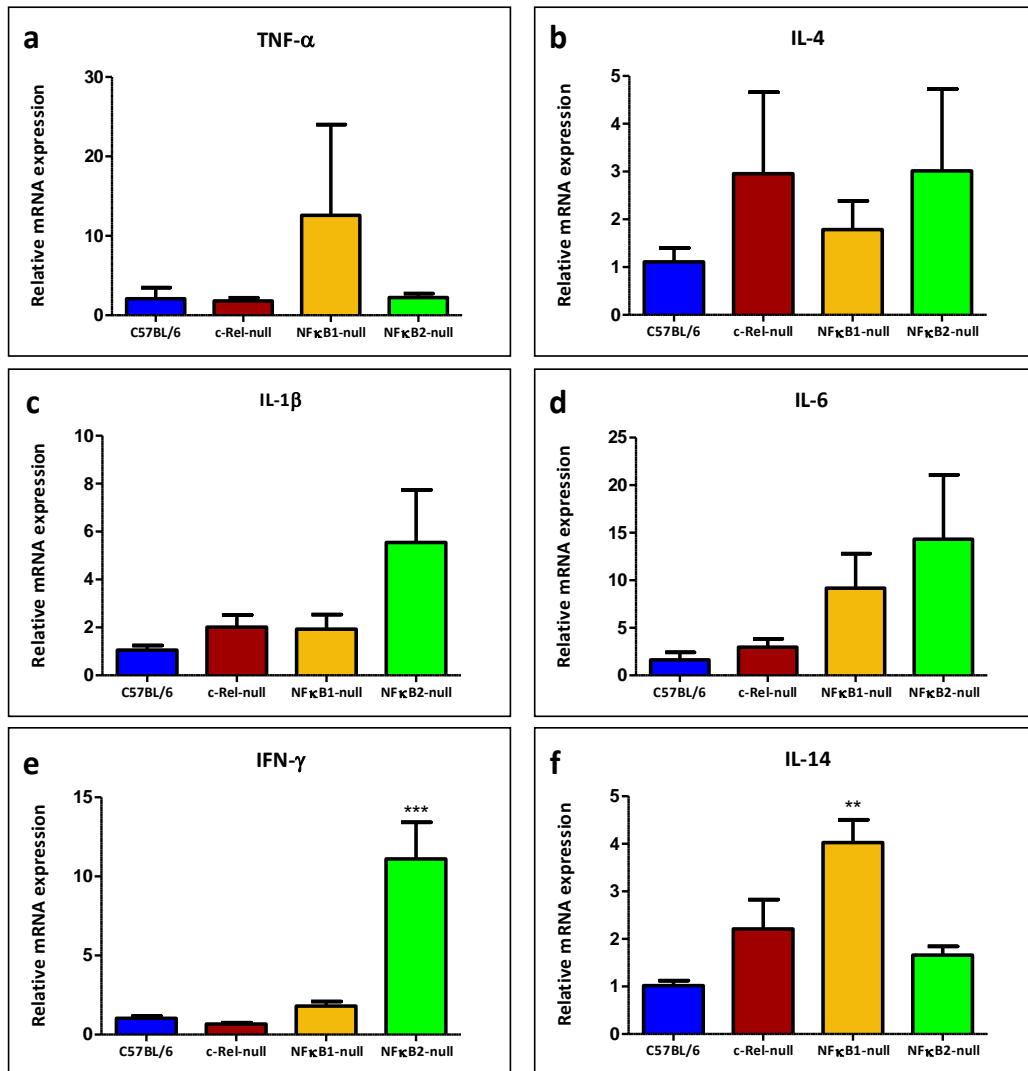 a
TNF-α
Relative mRNA expression
30
20
10
0
C57BL/6 c-Rel-null NFκB1-null NFκB2-null
b
IL-4
Relative mRNA expression
5
4
3
2
1
0
C57BL/6 c-Rel-null NFκB1-null NFκB2-null
c
IL-1β
Relative mRNA expression
10
8
6
4
2
0
C57BL/6 c-Rel-null NFκB1-null NFκB2-null
d
IL-6
Relative mRNA expression
25
20
15
10
5
0
C57BL/6 c-Rel-null NFκB1-null NFκB2-null
e
IFN-γ
Relative mRNA expression
15
10
5
0
***
C57BL/6 c-Rel-null NFκB1-null NFκB2-null
f
IL-14
Relative mRNA expression
5
4
3
2
1
0
**
C57BL/6 c-Rel-null NFκB1-null NFκB2-null